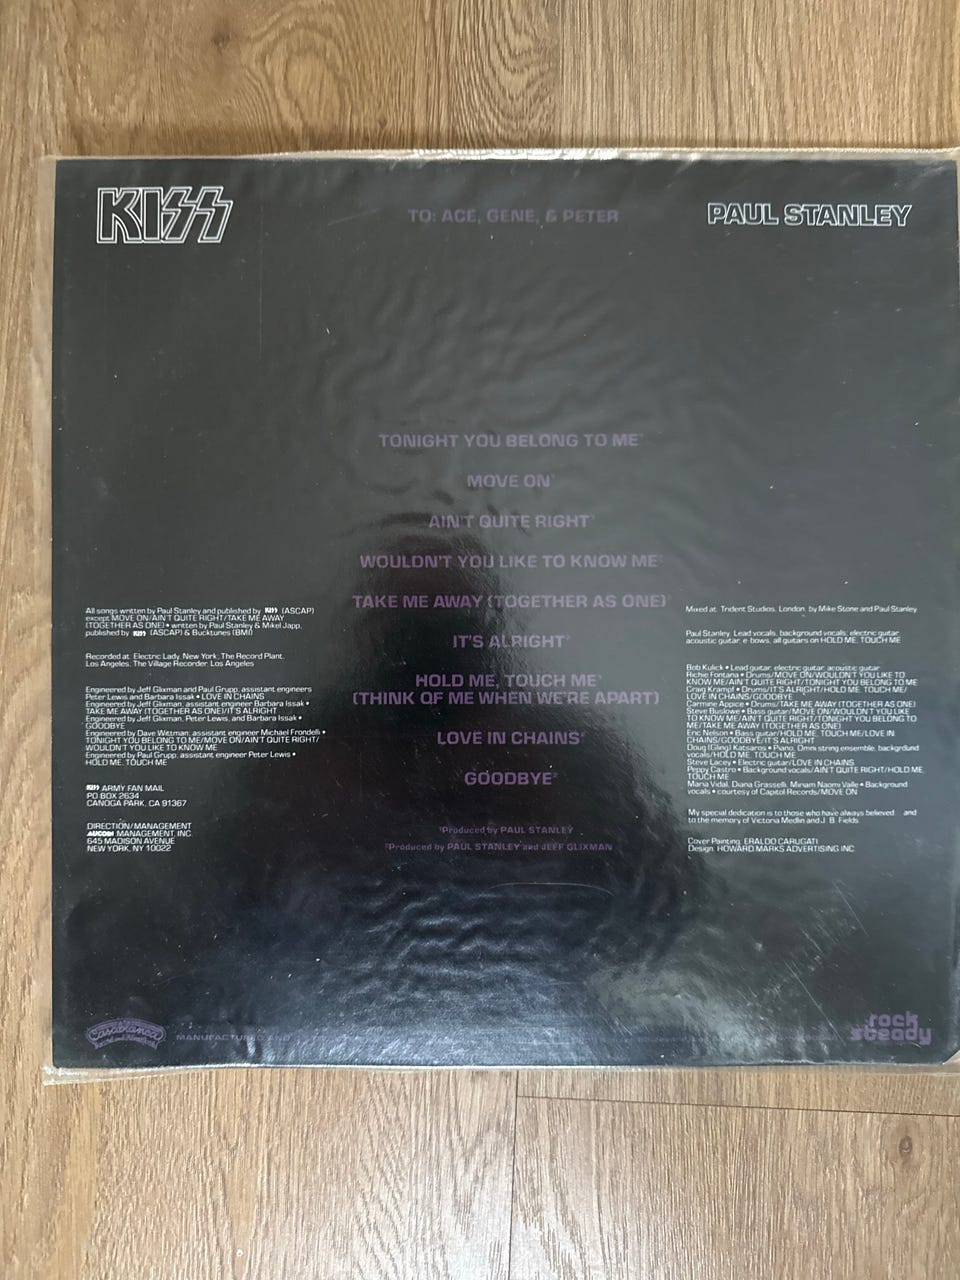 KISS
TO: ACE, GENE, & PETER
PAUL STANLEY
TONIGHT YOU BELONG TO ME
MOVE ON
AIN'T QUITE RIGHT
WOULDN'T YOU LIKE TO KNOW ME
TAKE ME AWAY (TOGETHER AS ONE)
IT'S ALRIGHT
HOLD ME, TOUCH ME
(THINK OF ME WHEN WE'RE APART)
LOVE IN CHAINS
GOODBYE
Produced by PAUL STANLEY
Produced by PAUL STANLEY and JEFF GLIXMAN
All songs written by Paul Stanley and published by KISS (ASCAP)
except MOVE ON/AIN'T QUITE RIGHT/TAKE ME AWAY
(TOGETHER AS ONE) • written by Paul Stanley & Mikel Japp,
published by KISS (ASCAP) & Bucktunes (BMI)
Recorded at: Electric Lady, New York, The Record Plant,
Los Angeles, The Village Recorder, Los Angeles
Engineered by Jeff Glixman and Paul Grupp, assistant engineers
Peter Lewis and Barbara Issak • LOVE IN CHAINS
Engineered by Jeff Glixman, assistant engineer Barbara Issak •
TAKE ME AWAY (TOGETHER AS ONE)/IT'S ALRIGHT
Engineered by Jeff Glixman, Peter Lewis, and Barbara Issak •
GOODBYE
Engineered by Dave Wittman, assistant engineer Michael Frondelli •
TONIGHT YOU BELONG TO ME/MOVE ON/AIN'T QUITE RIGHT/
WOULDN'T YOU LIKE TO KNOW ME
Engineered by Paul Grupp, assistant engineer Peter Lewis •
HOLD ME, TOUCH ME
KISS ARMY FAN MAIL
PO BOX 2634
CANOGA PARK, CA 91367
DIRECTION/MANAGEMENT
AUCOIN MANAGEMENT, INC.
645 MADISON AVENUE
NEW YORK, NY 10022
Mixed at: Trident Studios, London, by Mike Stone and Paul Stanley
Paul Stanley: Lead vocals, background vocals, electric guitar,
acoustic guitar, e bows, all guitars on HOLD ME, TOUCH ME
Bob Kulick • Lead guitar, electric guitar, acoustic guitar
Richie Fontana • Drums/MOVE ON/WOULDN'T YOU LIKE TO
KNOW ME/AIN'T QUITE RIGHT/TONIGHT YOU BELONG TO ME
Craig Krampf • Drums/IT'S ALRIGHT/HOLD ME, TOUCH ME/
LOVE IN CHAINS/GOODBYE
Carmine Appice • Drums/TAKE ME AWAY (TOGETHER AS ONE)
Steve Buslowe • Bass guitar/MOVE ON/WOULDN'T YOU LIKE
TO KNOW ME/AIN'T QUITE RIGHT/TONIGHT YOU BELONG TO
ME/TAKE ME AWAY (TOGETHER AS ONE)
Eric Nelson • Bass guitar/HOLD ME, TOUCH ME/LOVE IN
CHAINS/GOODBYE/IT'S ALRIGHT
Doug (Gling) Katsaros • Piano, Omni string ensemble, background
vocals/HOLD ME, TOUCH ME
Steve Lacey • Electric guitar/LOVE IN CHAINS
Peppy Castro • Background vocals/AIN'T QUITE RIGHT/HOLD ME,
TOUCH ME
Maria Vidal, Diana Grasselli, Miriam Naomi Valle • Background
vocals • courtesy of Capitol Records/MOVE ON
My special dedication is to those who have always believed and
to the memory of Victoria Medlin and J. B. Fields
Cover Painting: ERALDO CARUGATI
Design: HOWARD MARKS ADVERTISING INC.
Casablanca
MANUFACTURED AND
rock
steady